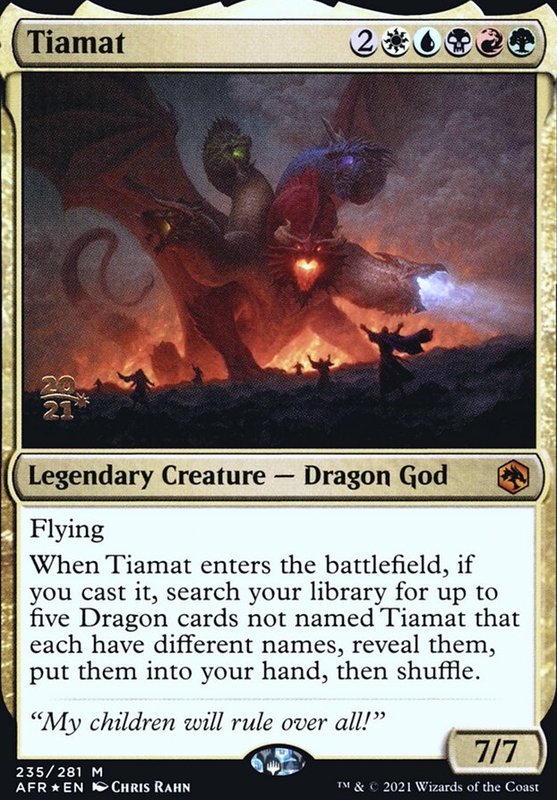 Tiamat 2
20
21
Legendary Creature — Dragon God
Flying
When Tiamat enters the battlefield, if
you cast it, search your library for up to
five Dragon cards not named Tiamat that
each have different names, reveal them,
put them into your hand, then shuffle.
“My children will rule over all!”
7/7
235/281 M
AFR ★ EN Chris Rahn
™ & © 2021 Wizards of the Coast